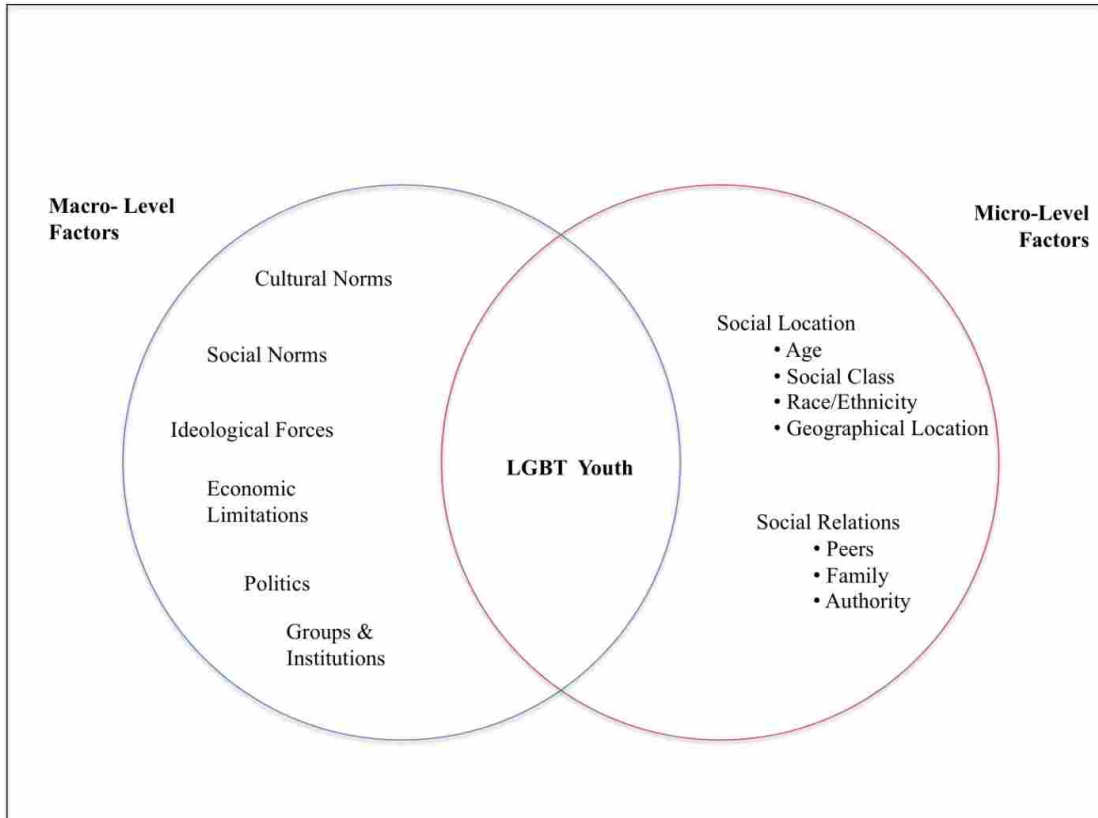 Macro- Level
Factors
Micro-Level
Factors
Cultural Norms
Social Norms
Ideological Forces
Economic
Limitations
Politics
Groups &
Institutions
LGBT Youth
Social Location
• Age
• Social Class
• Race/Ethnicity
• Geographical Location
Social Relations
• Peers
• Family
• Authority